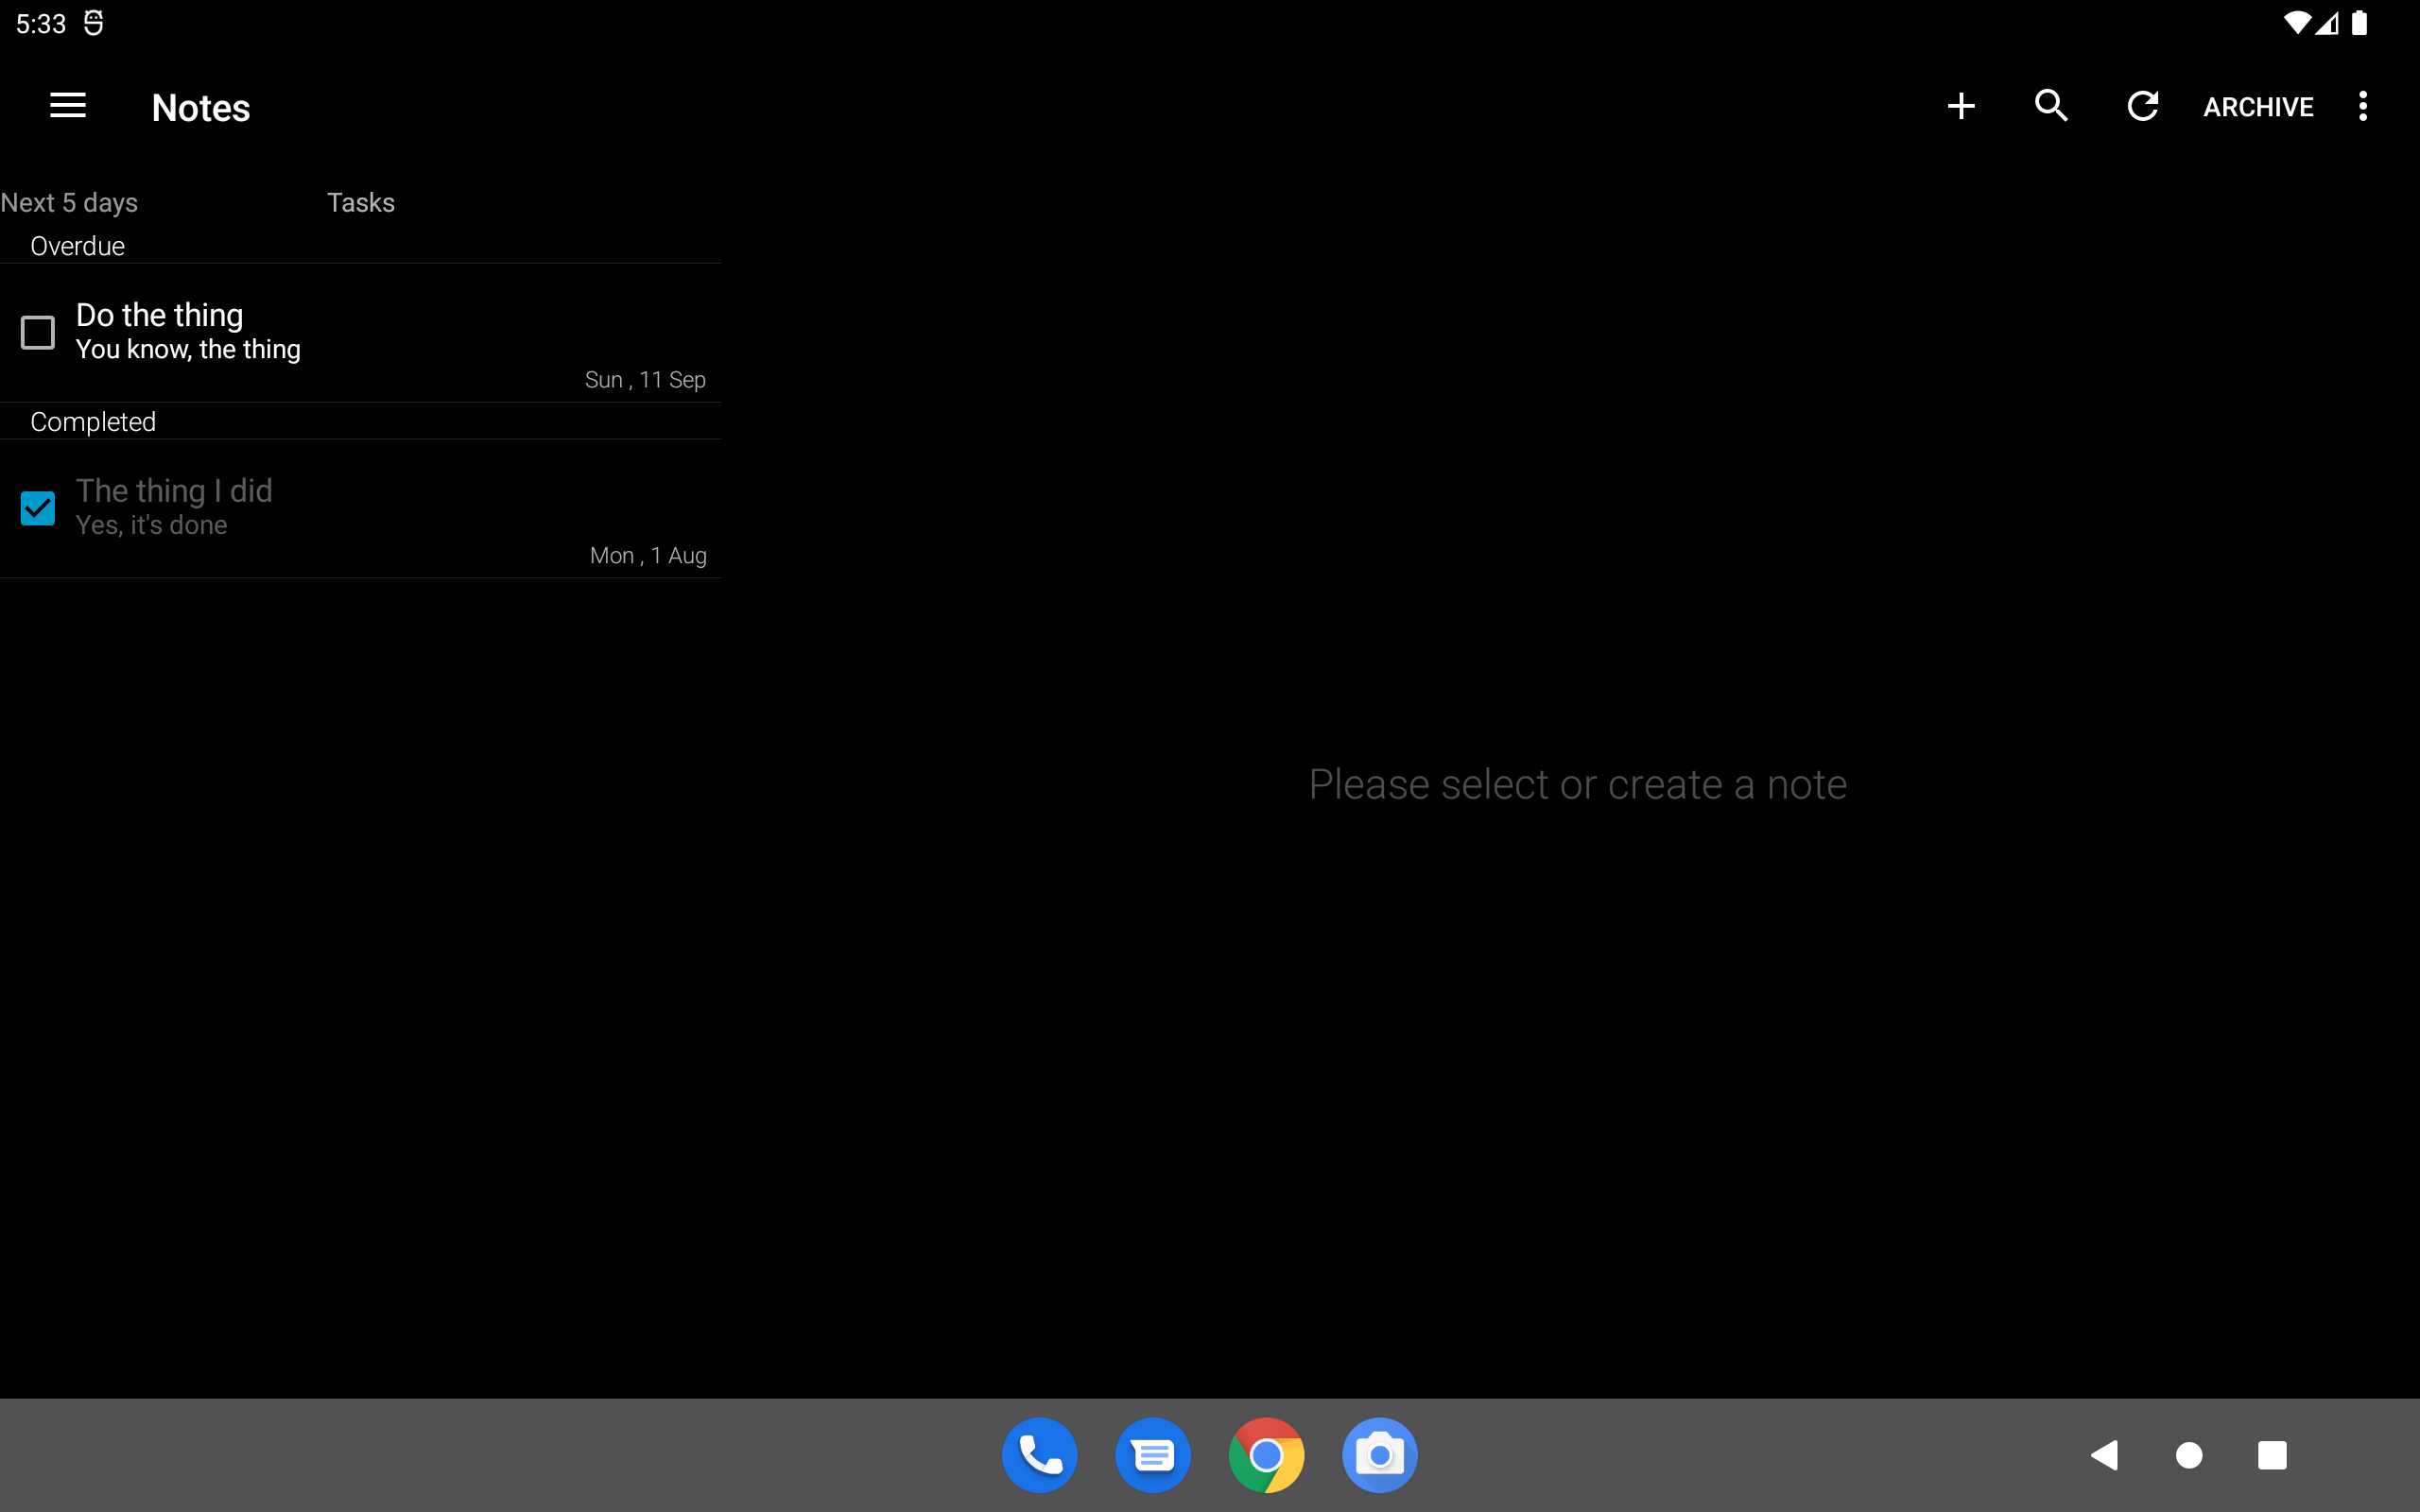 5:33
Notes
ARCHIVE
Next 5 days
Tasks
Overdue
Do the thing
You know, the thing
Sun , 11 Sep
Completed
The thing I did
Yes, it's done
Mon , 1 Aug
Please select or create a note